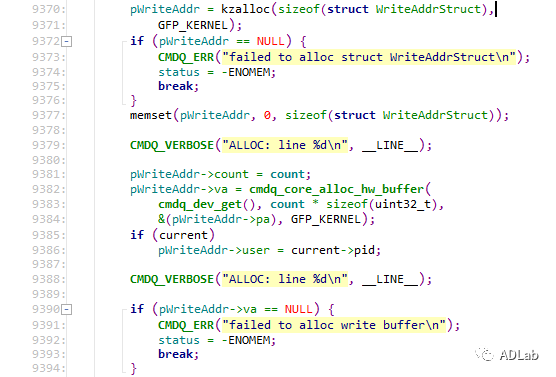 9370: pWriteAddr = kzalloc(sizeof(struct WriteAddrStruct),
9371: GFP_KERNEL);
9372 if (pWriteAddr == NULL) {
9373: CMDQ_ERR("failed to alloc struct WriteAddrStruct\n");
9374: status = -ENOMEM;
9375: break;
9376: }
9377: memset(pWriteAddr, 0, sizeof(struct WriteAddrStruct));
9378:
9379: CMDQ_VERBOSE("ALLOC: line %d\n", __LINE__);
9380:
9381: pWriteAddr->count = count;
9382: pWriteAddr->va = cmdq_core_alloc_hw_buffer(
9383: cmdq_dev_get(), count * sizeof(uint32_t),
9384: &(pWriteAddr->pa), GFP_KERNEL);
9385: if (current)
9386: pWriteAddr->user = current->pid;
9387:
9388: CMDQ_VERBOSE("ALLOC: line %d\n", __LINE__);
9389:
9390 if (pWriteAddr->va == NULL) {
9391: CMDQ_ERR("failed to alloc write buffer\n");
9392: status = -ENOMEM;
9393: break;
9394: }
ADLab